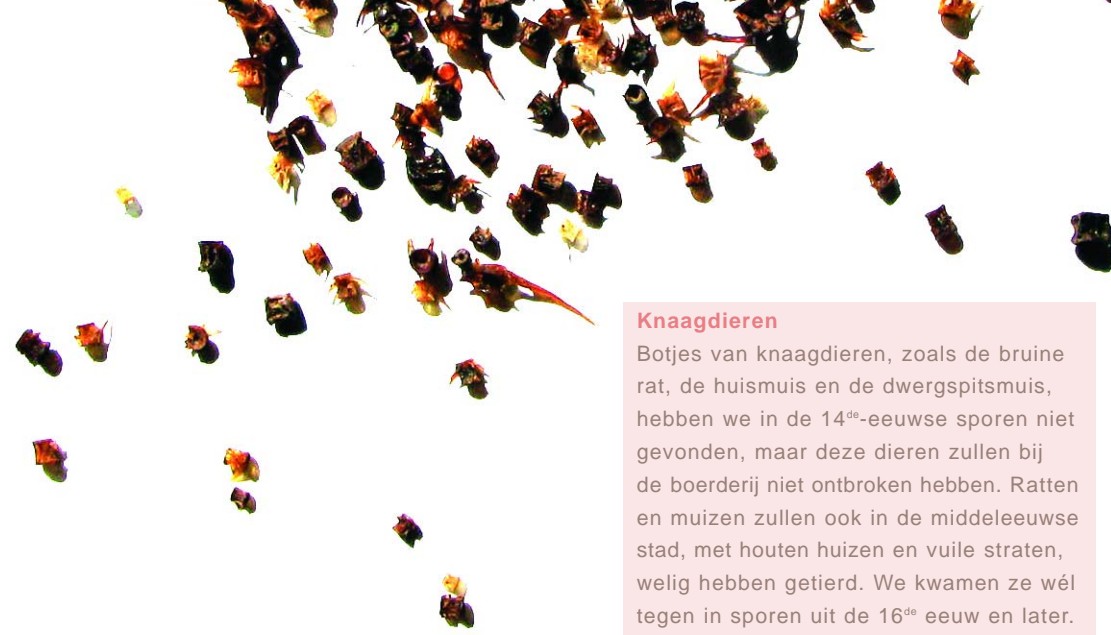 Knaagdieren
Botjes van knaagdieren, zoals de bruine
rat, de huismuis en de dwergspitsmuis,
hebben we in de 14de-eeuwse sporen niet
gevonden, maar deze dieren zullen bij
de boerderij niet ontbroken hebben. Ratten
en muizen zullen ook in de middeleeuwse
stad, met houten huizen en vuile straten,
welig hebben getierd. We kwamen ze wél
tegen in sporen uit de 16de eeuw en later.